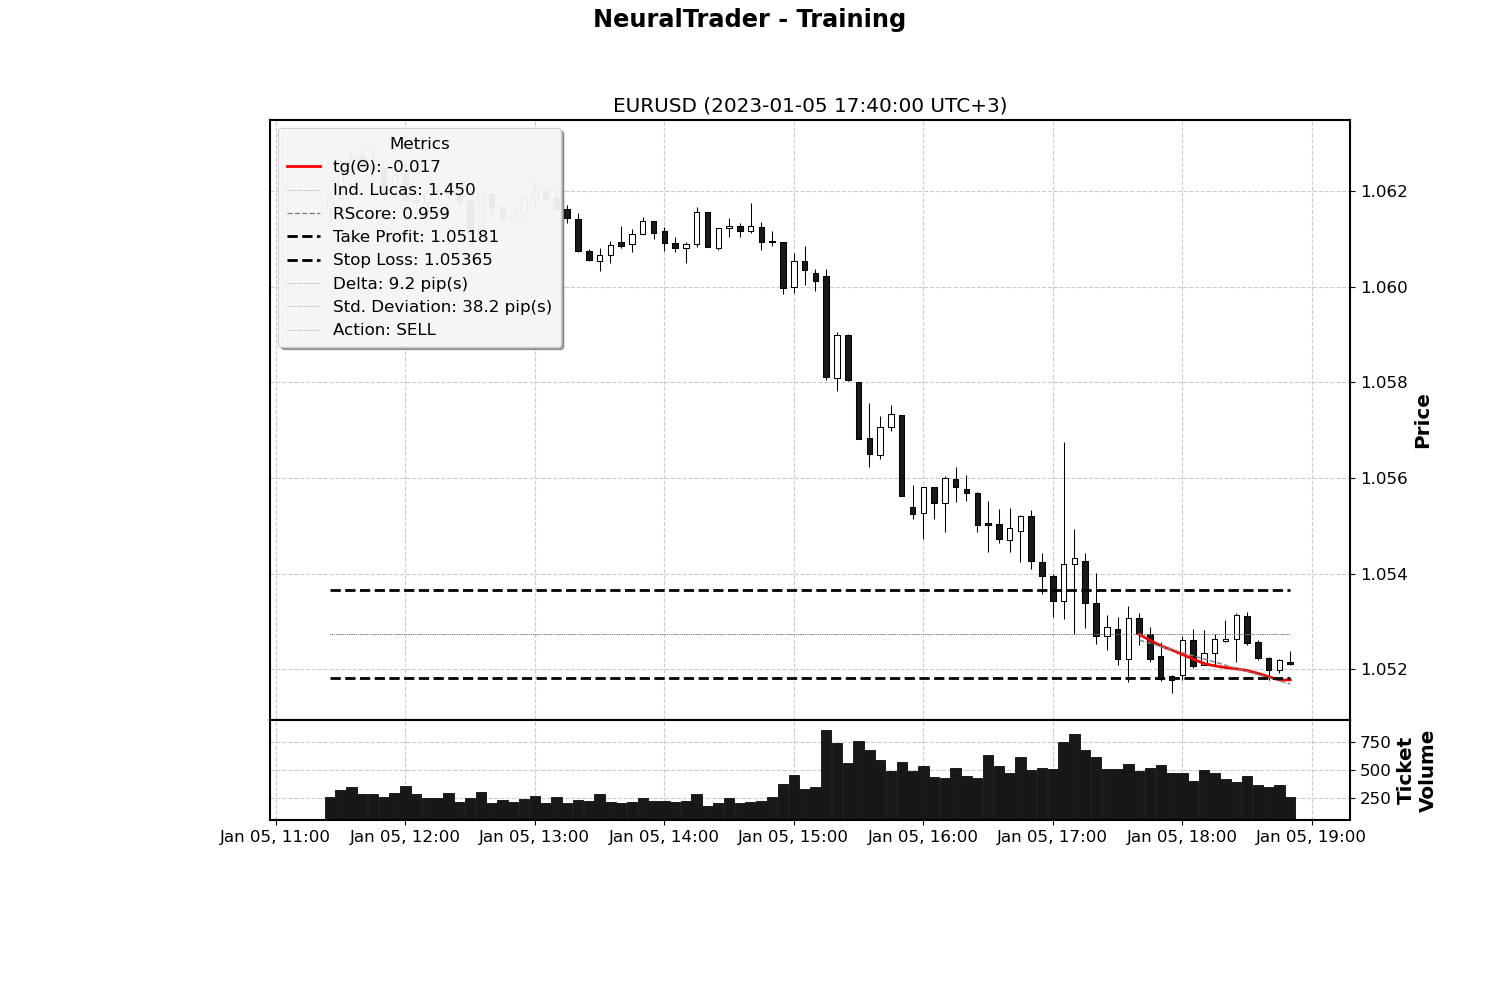 NeuralTrader - Training
EURUSD (2023-01-05 17:40:00 UTC+3)
Metrics
tg(Θ): -0.017
Ind. Lucas: 1.450
RScore: 0.959
Take Profit: 1.05181
Stop Loss: 1.05365
Delta: 9.2 pip(s)
Std. Deviation: 38.2 pip(s)
Action: SELL
1.062
1.060
1.058
1.056
1.054
1.052
Price
750
500
250
Ticket
Volume
Jan 05, 11:00
Jan 05, 12:00
Jan 05, 13:00
Jan 05, 14:00
Jan 05, 15:00
Jan 05, 16:00
Jan 05, 17:00
Jan 05, 18:00
Jan 05, 19:00